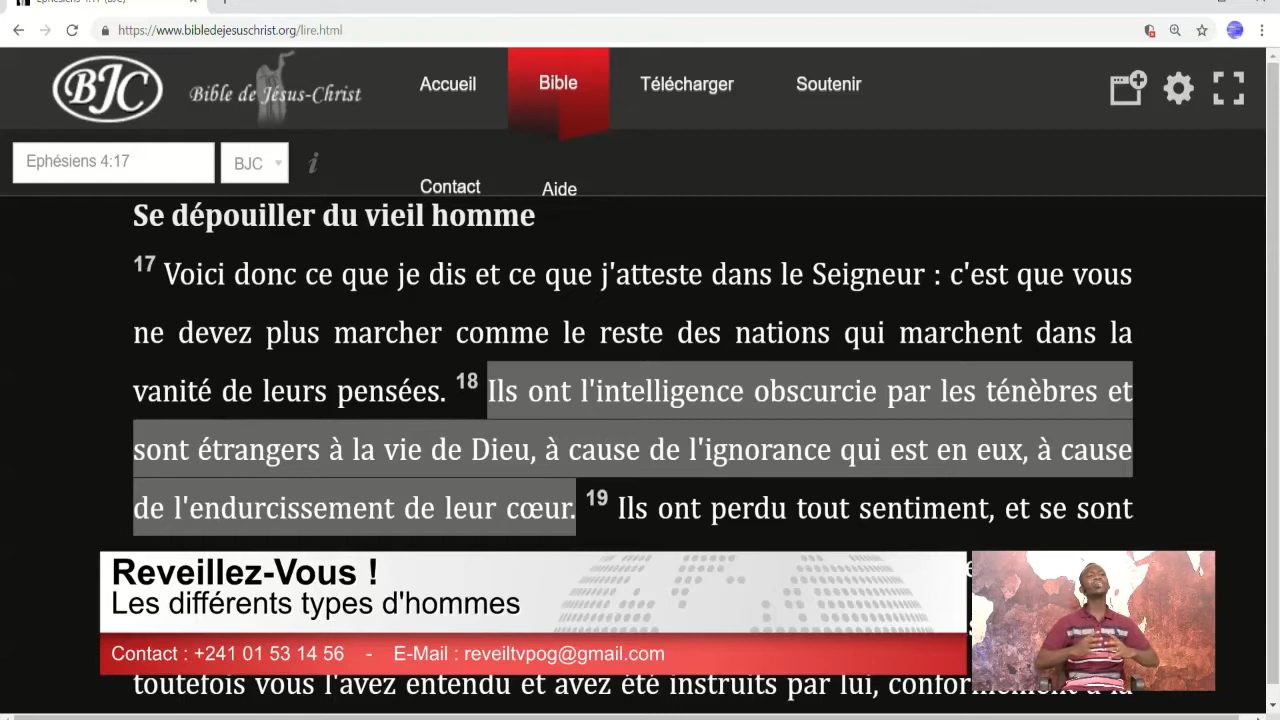 https://www.bibledejesuschrist.org/lire.html
BJC
Bible de Jésus-Christ
Accueil
Bible
Télécharger
Soutenir
Ephésiens 4:17
BJC
i
Contact
Aide
Se dépouiller du vieil homme
17 Voici donc ce que je dis et ce que j'atteste dans le Seigneur : c'est que vous
ne devez plus marcher comme le reste des nations qui marchent dans la
vanité de leurs pensées. 18 Ils ont l'intelligence obscurcie par les ténèbres et
sont étrangers à la vie de Dieu, à cause de l'ignorance qui est en eux, à cause
de l'endurcissement de leur cœur. 19 Ils ont perdu tout sentiment, et se sont
Reveillez-Vous !
Les différents types d'hommes
Contact : +241 01 53 14 56 - E-Mail : reveiltvpog@gmail.com
toutefois vous l'avez entendu et avez été instruits par lui, conformément à la